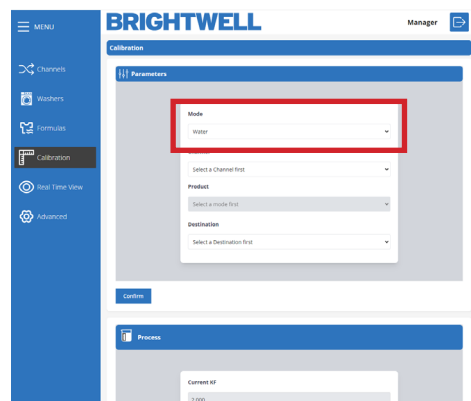 MENU
BRIGHTWELL
Manager
Calibration
Channels
Parameters
Washers
Mode
Formulas
Water
Calibration
Select a Channel first
Real Time View
Product
Select a mode first
Advanced
Destination
Select a Destination first
Confirm
Process
Current KF
2.000